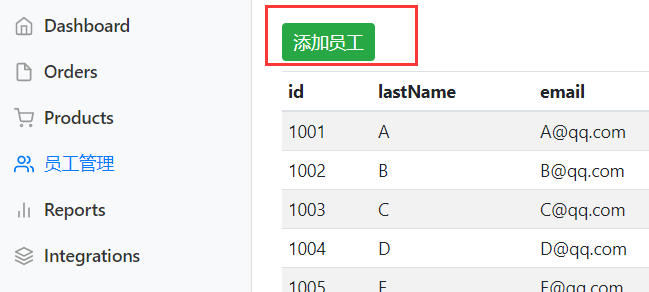 Dashboard
Orders
Products
员工管理
Reports
Integrations
添加员工
id lastName email
1001 A A@qq.com
1002 B B@qq.com
1003 C C@qq.com
1004 D D@qq.com
1005 E E@qq.com